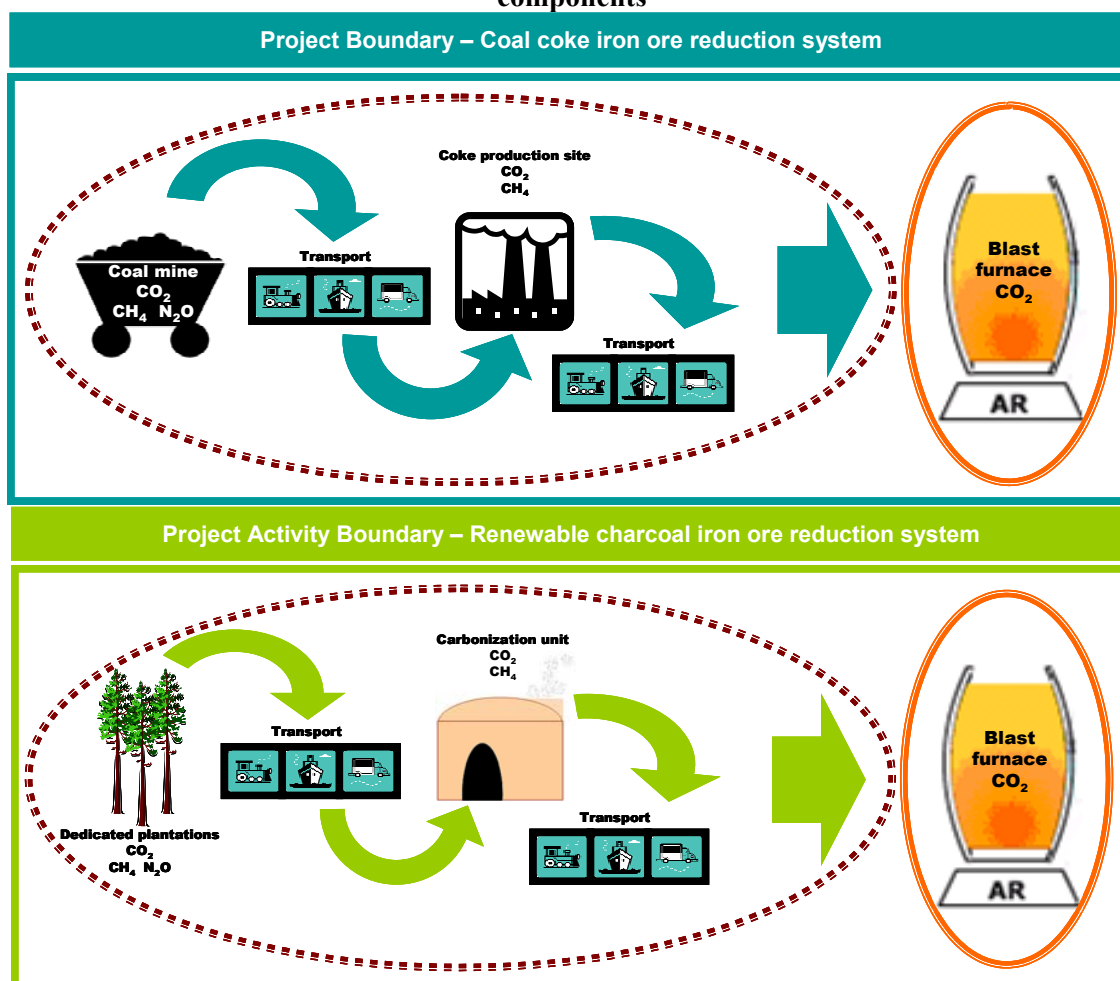 components
Project Boundary – Coal coke iron ore reduction system
Coke production site
CO₂
CH₄
Transport
Coal mine
CO₂
CH₄ N₂O
Transport
Blast
furnace
CO₂
AR
Project Activity Boundary – Renewable charcoal iron ore reduction system
Carbonization unit
CO₂
CH₄
Transport
Dedicated plantations
CO₂
CH₄ N₂O
Transport
Blast
furnace
CO₂
AR